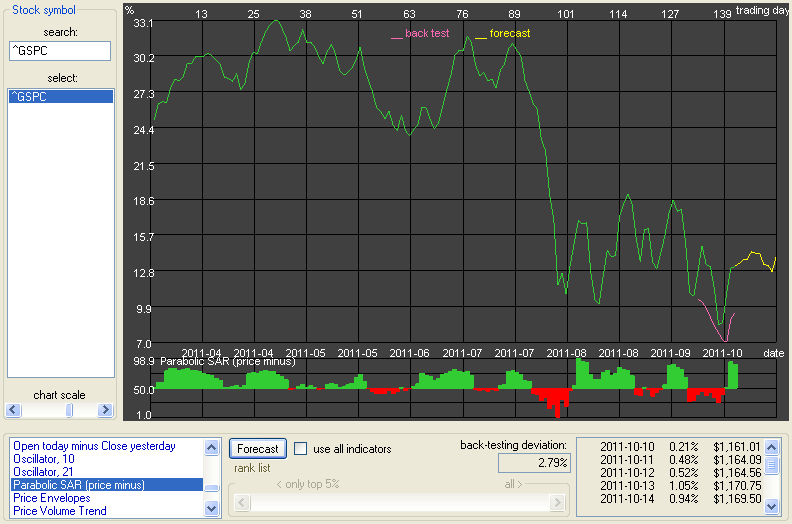 Stock symbol
search:
^GSPC
select:
^GSPC
chart scale
% 13 25 38 51 63 76 89 101 114 126 139 trading day
back test forecast
33.1
30.2
27.3
24.4
21.5
18.6
15.7
12.8
9.9
7.0
2011-04 2011-04 2011-05 2011-05 2011-06 2011-07 2011-07 2011-08 2011-08 2011-09 2011-10 date
98.9 Parabolic SAR (price minus)
50.0
1.0
Open today minus Close yesterday
Oscillator, 10
Oscillator, 21
Parabolic SAR (price minus)
Price Envelopes
Price Volume Trend
Forecast use all indicators
rank list
< only top 5% all >
back-testing deviation:
2.79%
2011-10-10 0.21% $1,161.01
2011-10-11 0.48% $1,164.09
2011-10-12 0.52% $1,164.56
2011-10-13 1.05% $1,170.75
2011-10-14 0.94% $1,169.50